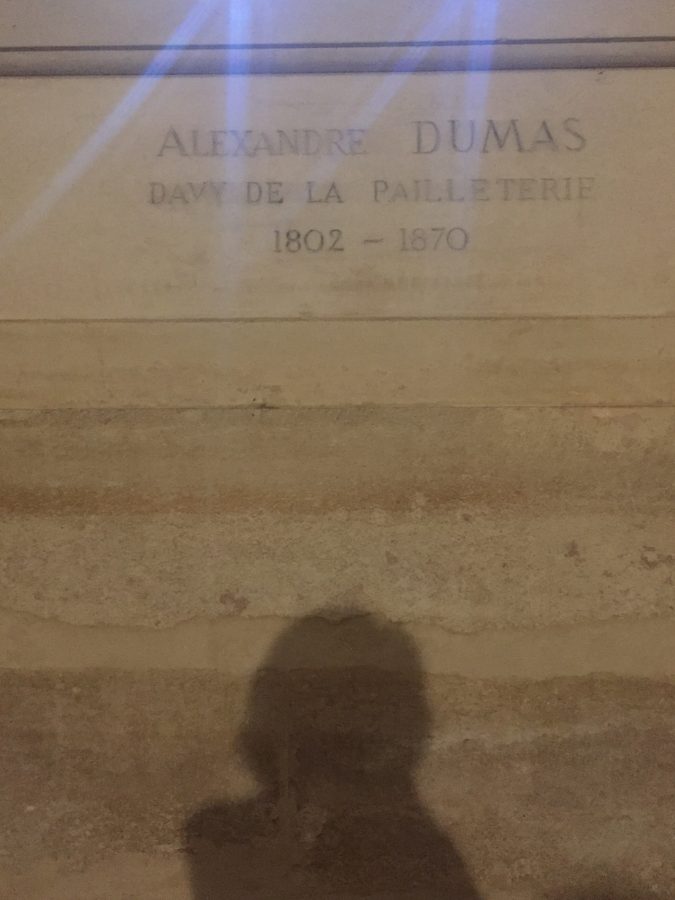 ALEXANDRE DUMAS
DAVY DE LA PAILLETERIE
1802 - 1870